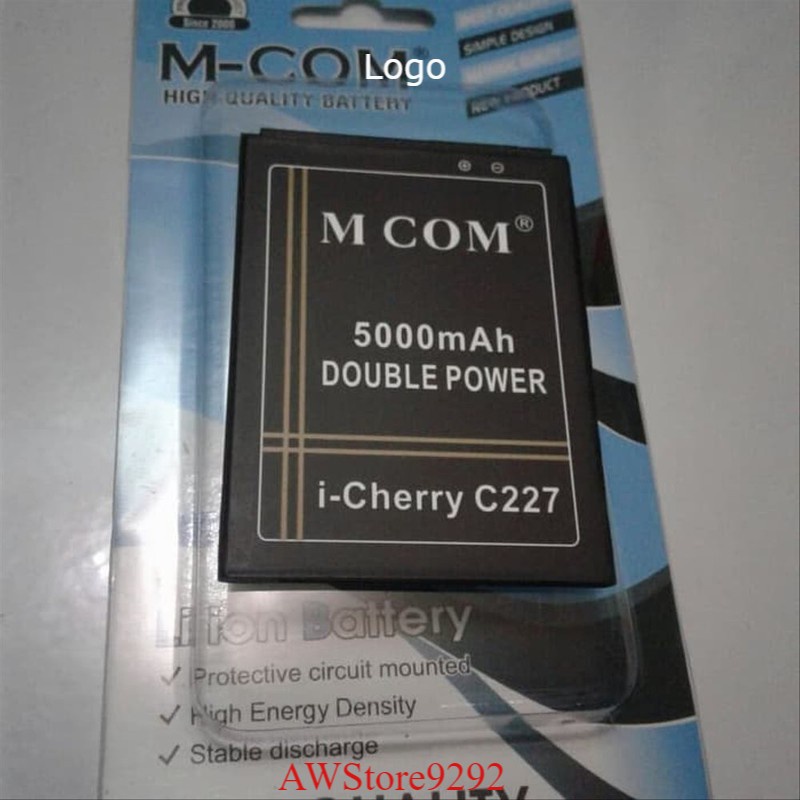 Since 2000
SIMPLE DESIGN
NEW PRODUCT
M-COM®
Logo
HIGH QUALITY BATTERY
M COM®
5000mAh
DOUBLE POWER
i-Cherry C227
Li ion Battery
✓ Protective circuit mounted
✓ High Energy Density
✓ Stable discharge
AWStore9292
QUALITY